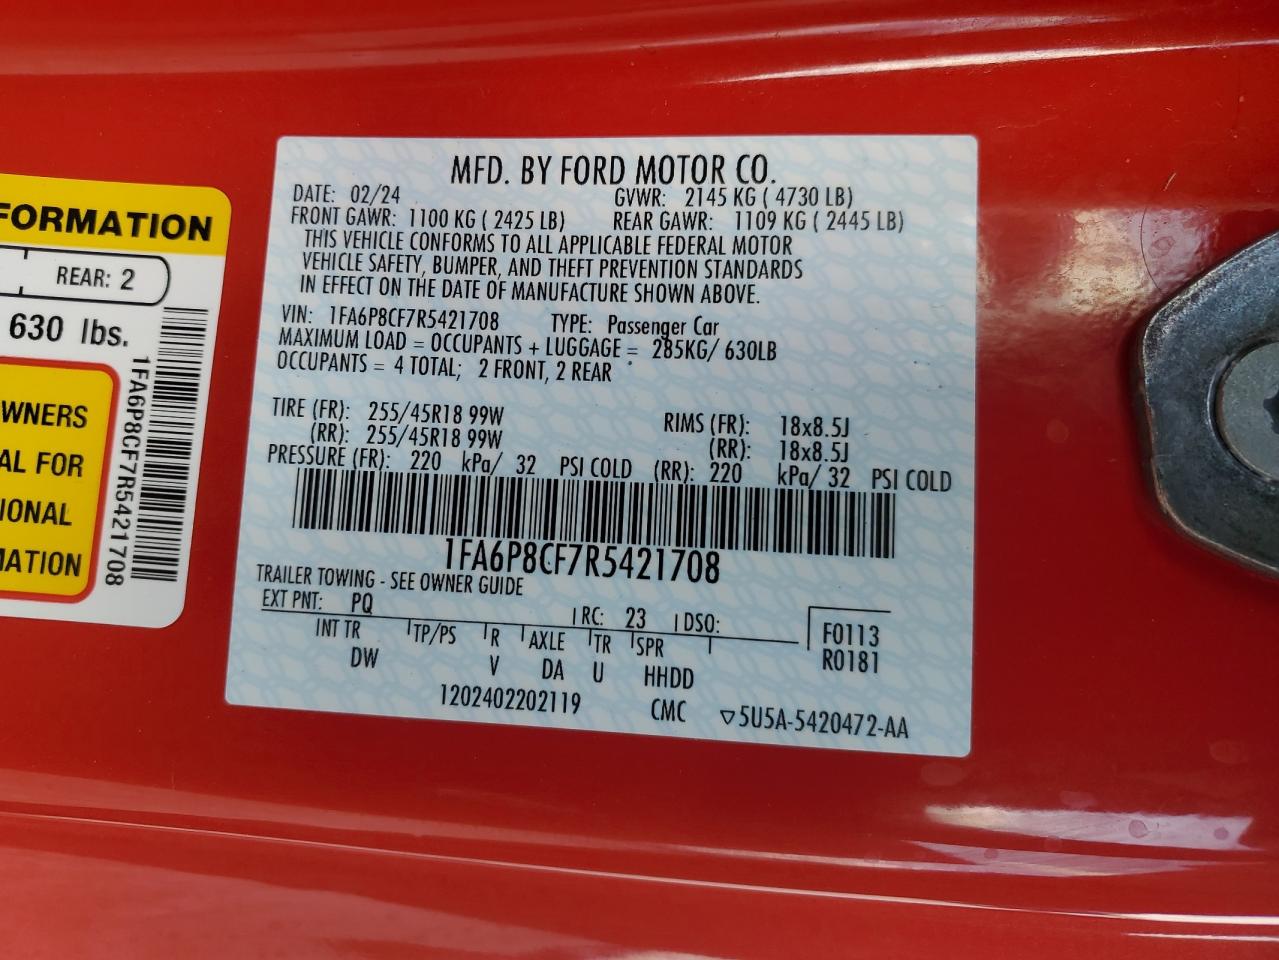 MFD. BY FORD MOTOR CO.
DATE: 02/24 GVWR: 2145 KG ( 4730 LB)
FRONT GAWR: 1100 KG ( 2425 LB) REAR GAWR: 1109 KG ( 2445 LB)
THIS VEHICLE CONFORMS TO ALL APPLICABLE FEDERAL MOTOR
VEHICLE SAFETY, BUMPER, AND THEFT PREVENTION STANDARDS
IN EFFECT ON THE DATE OF MANUFACTURE SHOWN ABOVE.
VIN: 1FA6P8CF7R5421708 TYPE: Passenger Car
MAXIMUM LOAD = OCCUPANTS + LUGGAGE = 285KG/ 630LB
OCCUPANTS = 4 TOTAL; 2 FRONT, 2 REAR
TIRE (FR): 255/45R18 99W RIMS (FR): 18x8.5J
(RR): 255/45R18 99W (RR): 18x8.5J
PRESSURE (FR): 220 kPa/ 32 PSI COLD (RR): 220 kPa/ 32 PSI COLD
1FA6P8CF7R5421708
TRAILER TOWING - SEE OWNER GUIDE
EXT PNT: PQ RC: 23 DSO: F0113
INT TR TP/PS R AXLE TR SPR R0181
DW V DA U HHDD
1202402202119 CMC ▽5U5A-5420472-AA
FORMATION
REAR: 2
630 lbs.
WNERS
AL FOR
IONAL
MATION
1FA6P8CF7R5421708